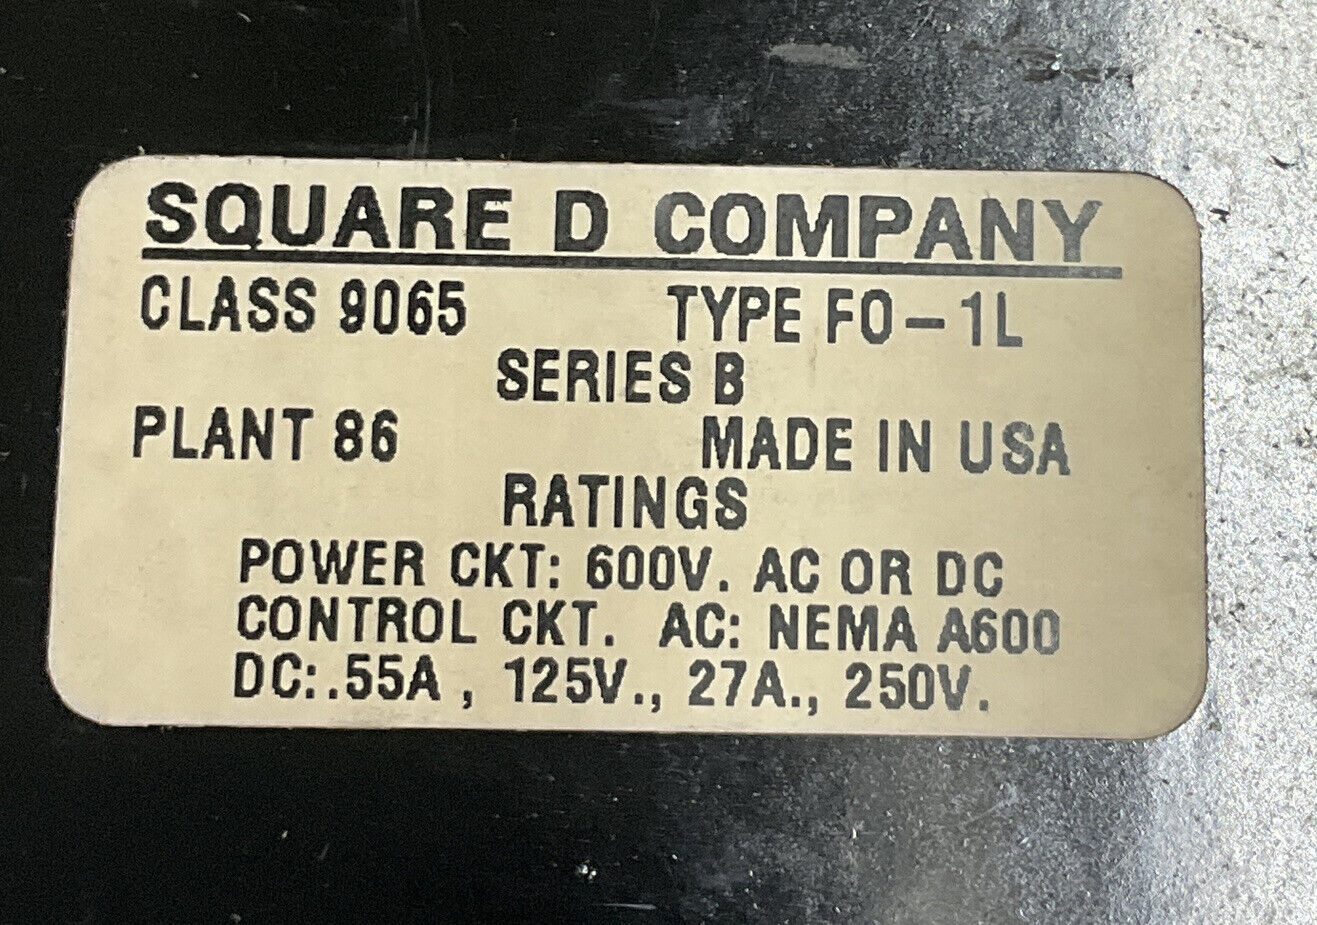 SQUARE D COMPANY
CLASS 9065 TYPE FO-1L
SERIES B
PLANT 86 MADE IN USA
RATINGS
POWER CKT: 600V. AC OR DC
CONTROL CKT. AC: NEMA A600
DC:.55A , 125V., 27A., 250V.